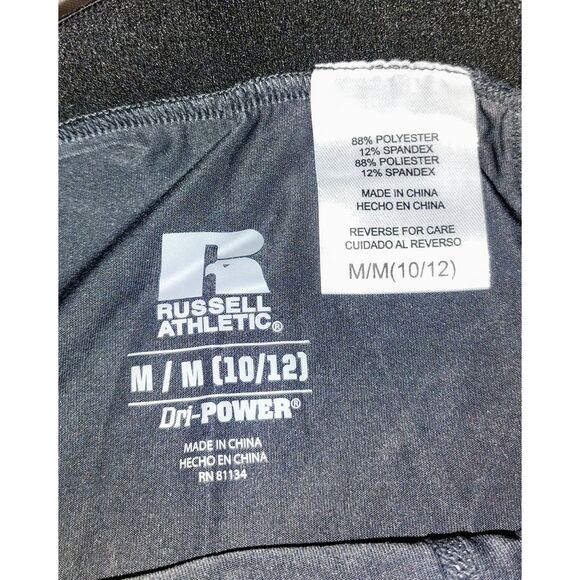 88% POLYESTER
12% SPANDEX
88% POLIESTER
12% SPANDEX
MADE IN CHINA
HECHO EN CHINA
REVERSE FOR CARE
CUIDADO AL REVERSO
M/M(10/12)
R
RUSSELL
ATHLETIC®
M / M (10/12)
Dri-POWER®
MADE IN CHINA
HECHO EN CHINA
RN 81134